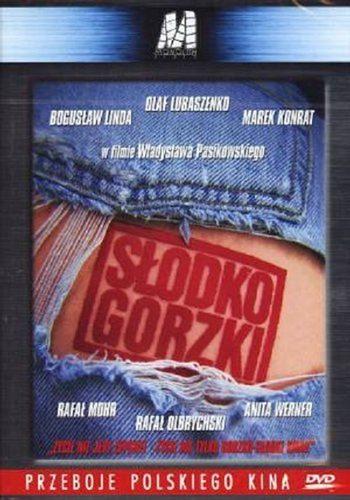 MONOLITH
OLAF LUBASZENKO
BOGUSŁAW LINDA
MAREK KONRAT
w filmie Władysława Pasikowskiego
SŁODKO
GORZKI
RAFAŁ MOHR
ANITA WERNER
RAFAŁ OLBRYCHSKI
PRZEBOJE POLSKIEGO KINA
DVD